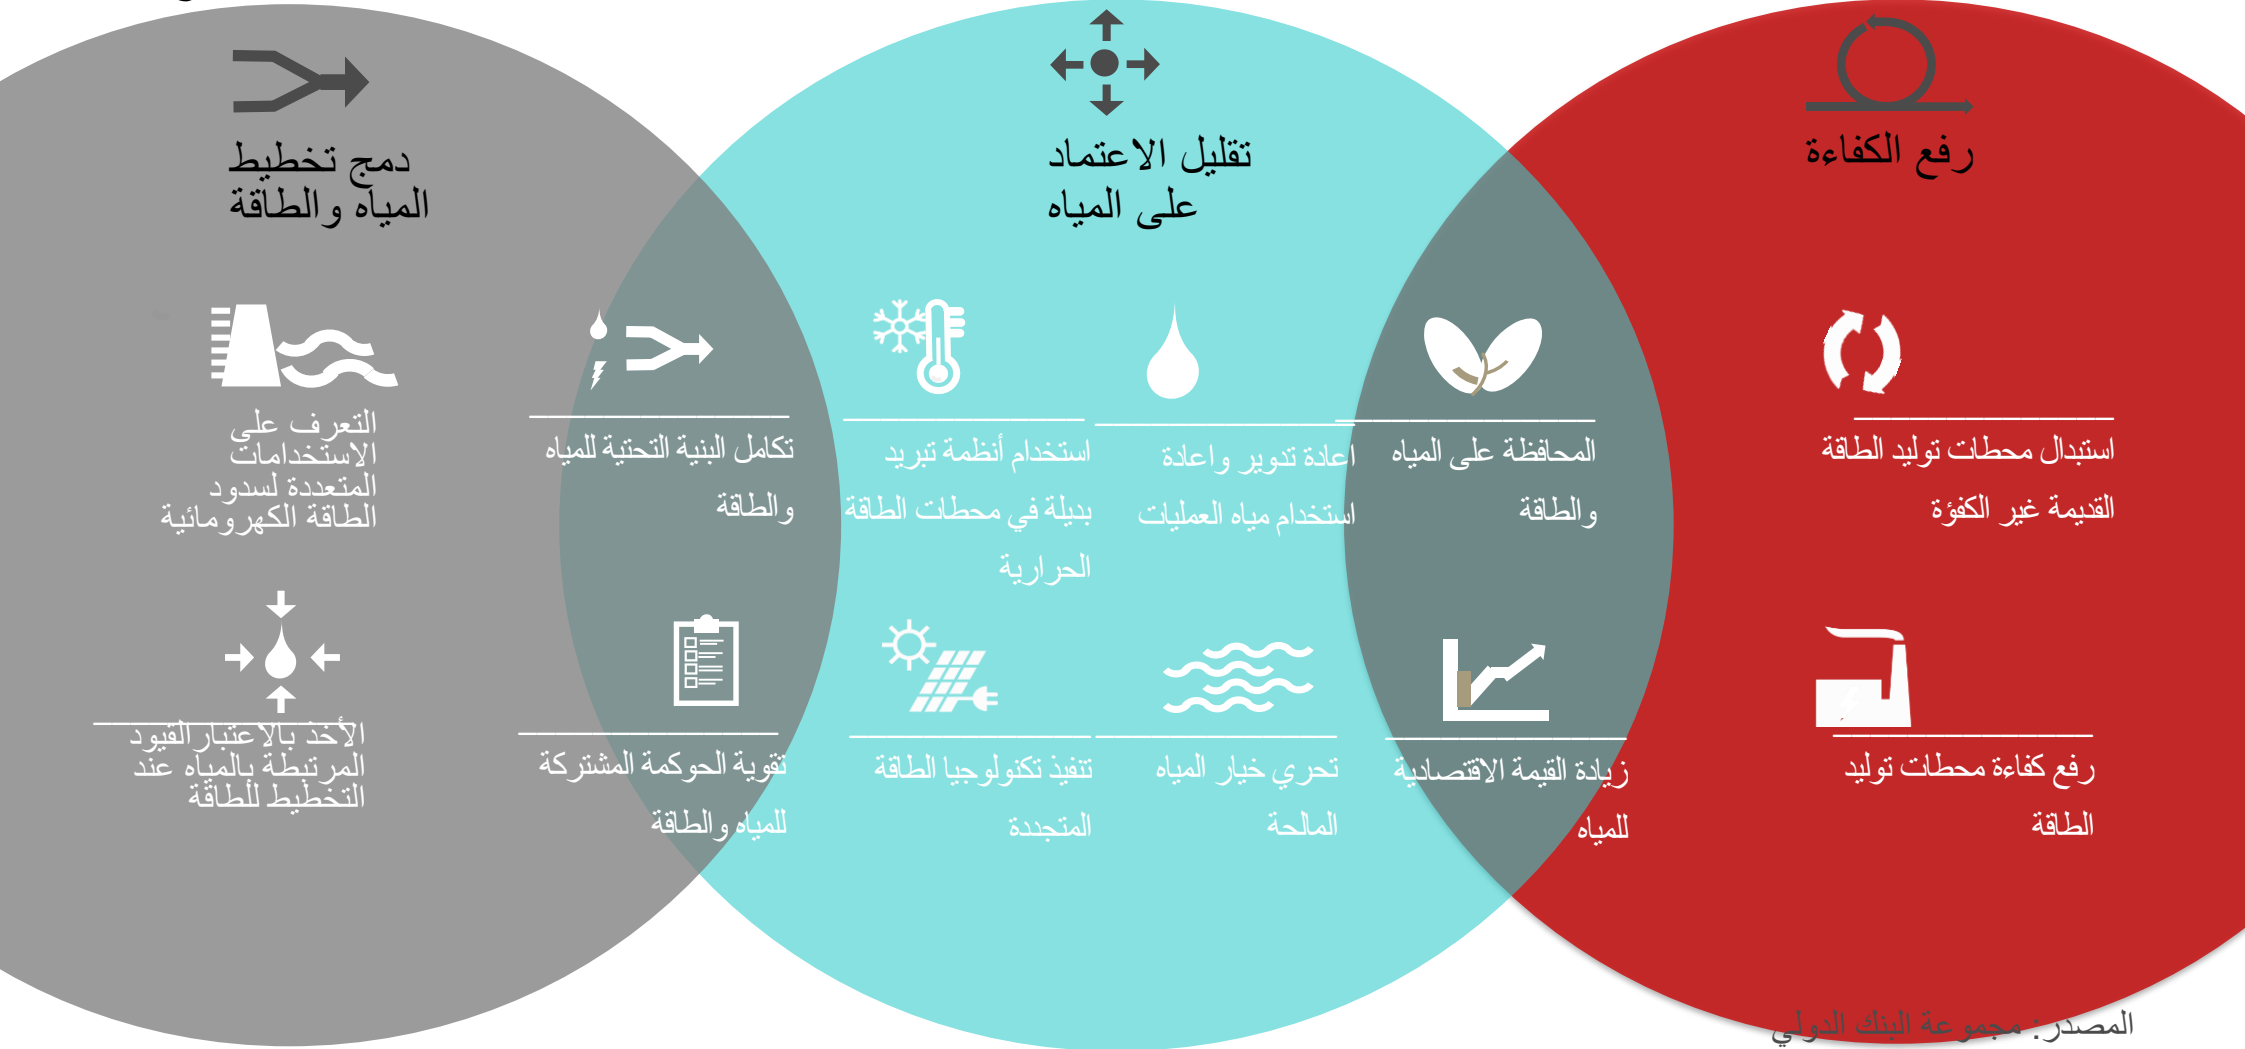 رفع الكفاءة
استبدال محطات توليد الطاقة
القديمة غير الكفؤة
رفع كفاءة محطات توليد
الطاقة
المحافظة على المياه
والطاقة
زيادة القيمة الاقتصادية
للمياه
تقليل الاعتماد
على المياه
اعادة تدوير واعادة
استخدام مياه العمليات
استخدام أنظمة تبريد
بديلة في محطات الطاقة
الحرارية
تحري خيار المياه
المالحة
تنفيذ تكنولوجيا الطاقة
المتجددة
تكامل البنية التحتية للمياه
والطاقة
تقوية الحوكمة المشتركة
للمياه والطاقة
دمج تخطيط
المياه والطاقة
التعرف على
الاستخدامات
المتعددة لسدود
الطاقة الكهرومائية
الأخذ بالاعتبار القيود
المرتبطة بالمياه عند
التخطيط للطاقة
المصدر: مجموعة البنك الدولي